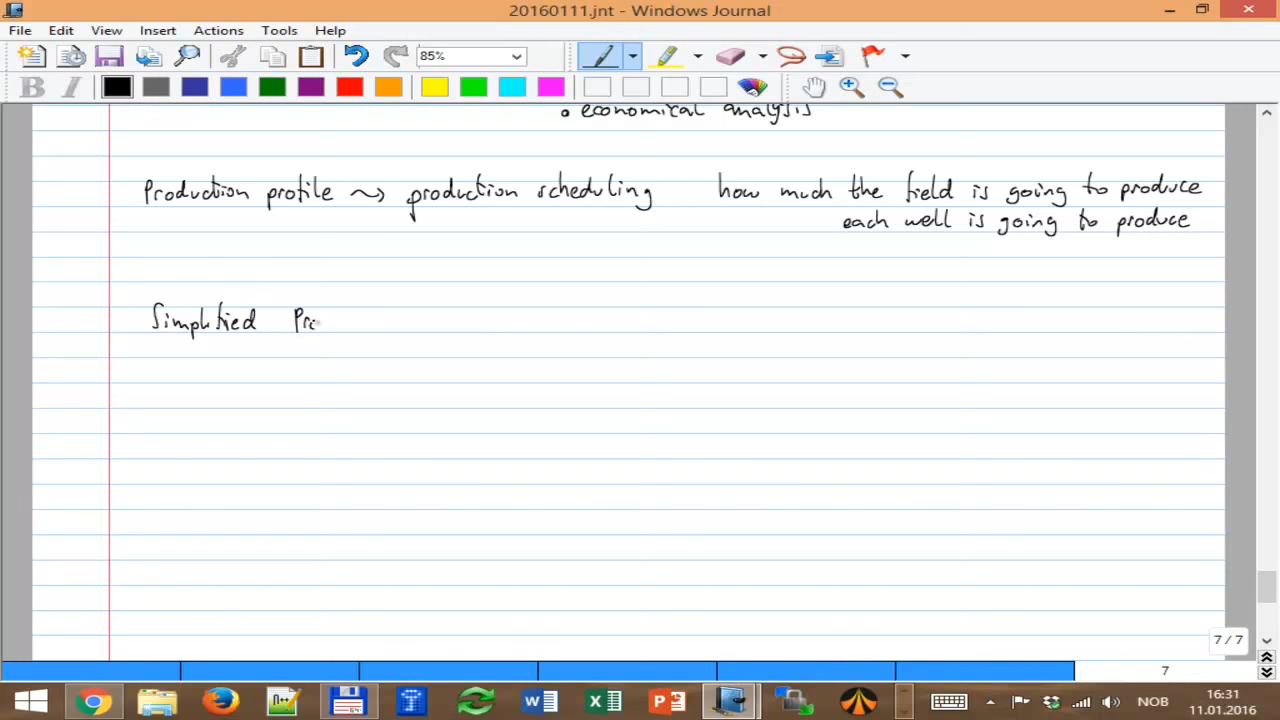 20160111.jnt - Windows Journal
File Edit View Insert Actions Tools Help
85%
B I
• economical analysis
Production profile ⤳ production scheduling how much the field is going to produce
each well is going to produce
Simplified Pro
7 / 7
7
NOB
16:31
11.01.2016